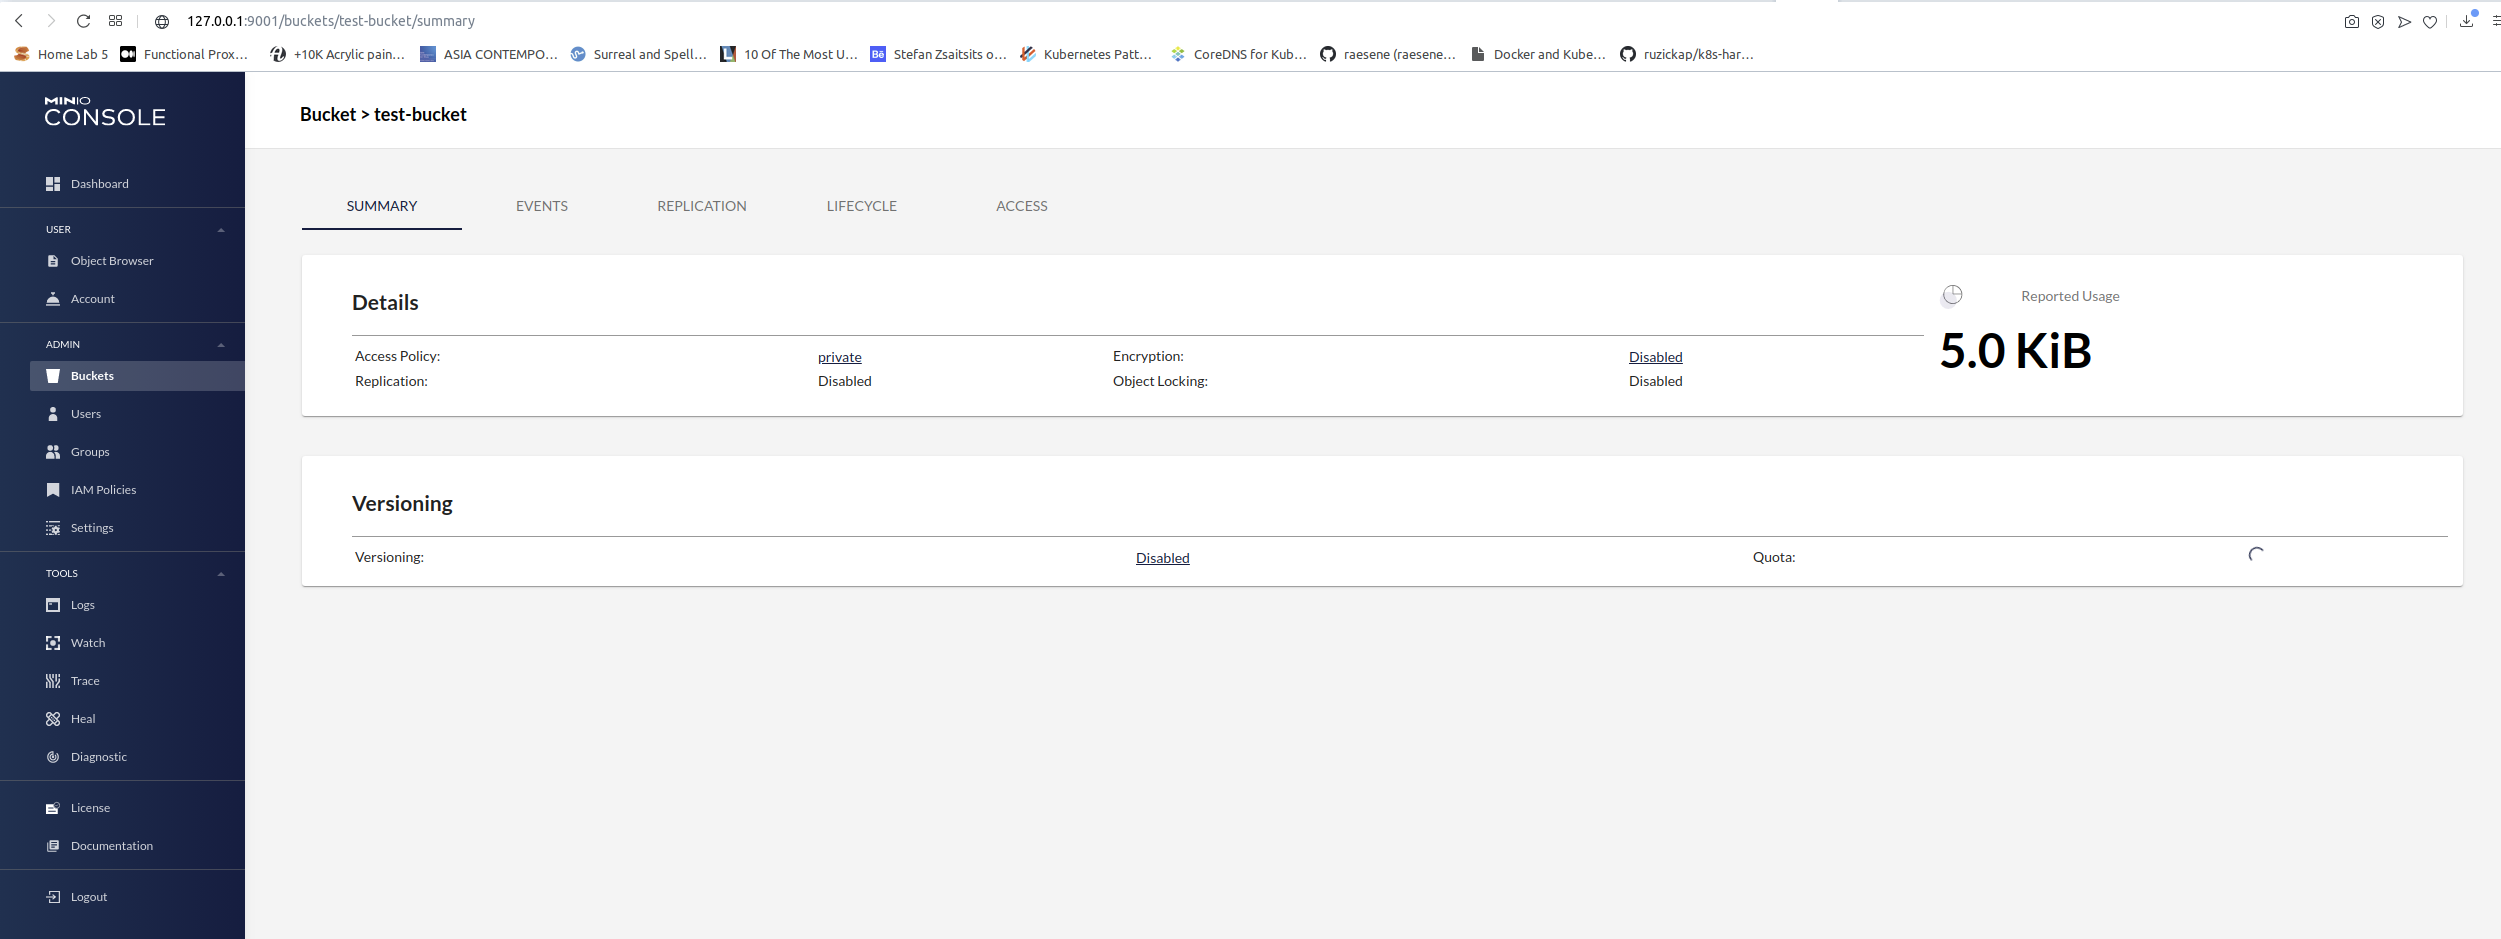 127.0.0.1:9001/buckets/test-bucket/summary
Home Lab 5 Functional Prox... +10K Acrylic pain... ASIA CONTEMPO... Surreal and Spell... 10 Of The Most U... Bē Stefan Zsaitsits o... Kubernetes Patt... CoreDNS for Kub... raesene (raesene... Docker and Kube... ruzickap/k8s-har...
MINIO
CONSOLE
Bucket > test-bucket
Dashboard
USER
Object Browser
Account
ADMIN
Buckets
Users
Groups
IAM Policies
Settings
TOOLS
Logs
Watch
Trace
Heal
Diagnostic
License
Documentation
Logout
SUMMARY EVENTS REPLICATION LIFECYCLE ACCESS
Details
Reported Usage
5.0 KiB
Access Policy: private Encryption: Disabled
Replication: Disabled Object Locking: Disabled
Versioning
Versioning: Disabled Quota: